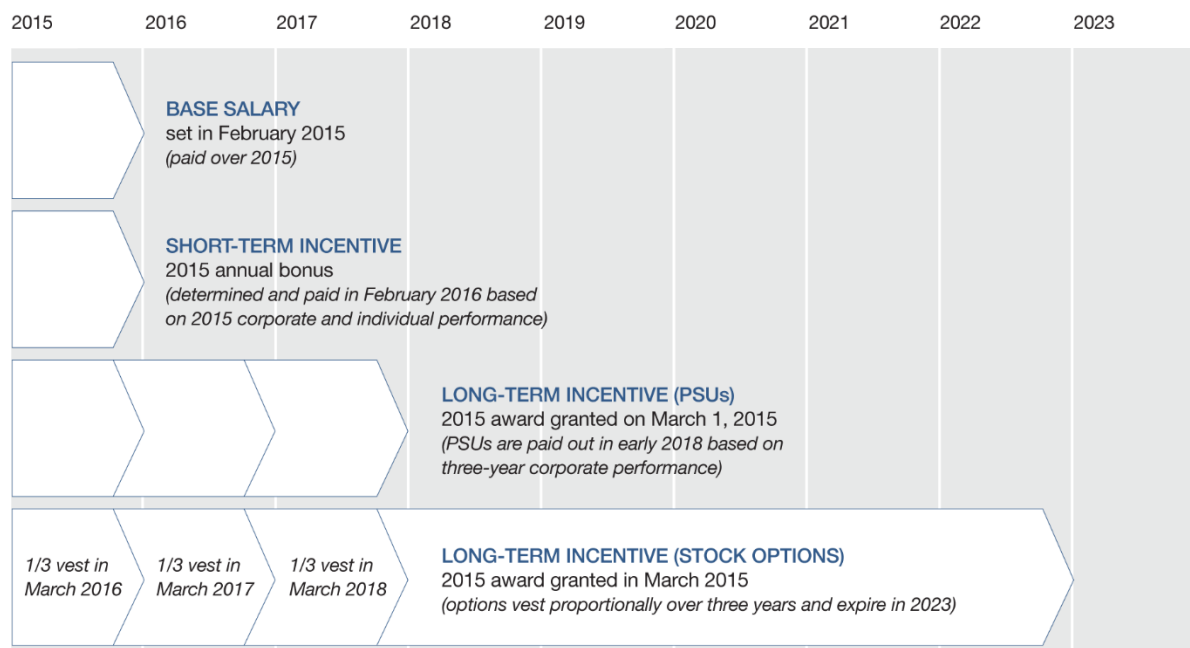 2015 2016 2017 2018 2019 2020 2021 2022 2023
BASE SALARY
set in February 2015
(paid over 2015)
SHORT-TERM INCENTIVE
2015 annual bonus
(determined and paid in February 2016 based
on 2015 corporate and individual performance)
LONG-TERM INCENTIVE (PSUs)
2015 award granted on March 1, 2015
(PSUs are paid out in early 2018 based on
three-year corporate performance)
1/3 vest in
March 2016
1/3 vest in
March 2017
1/3 vest in
March 2018
LONG-TERM INCENTIVE (STOCK OPTIONS)
2015 award granted in March 2015
(options vest proportionally over three years and expire in 2023)